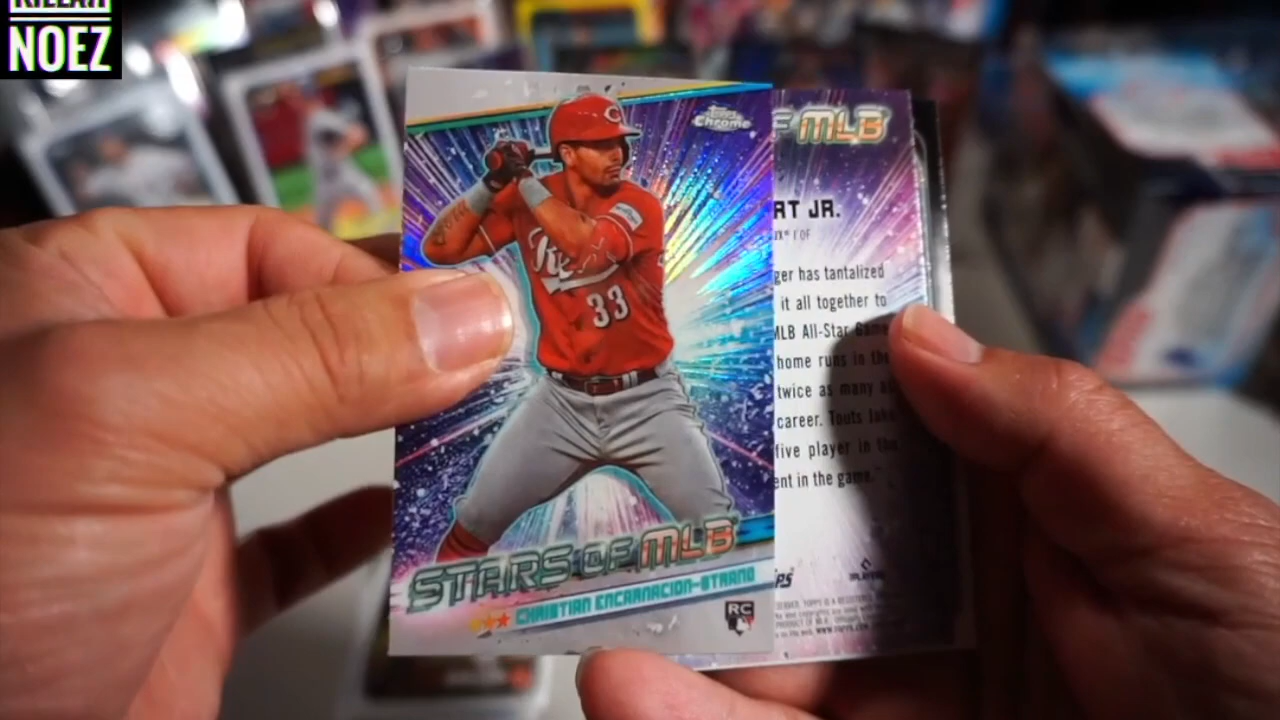 NOEZ
Topps
Chrome
Reds
33
STARS OF MLB
CHRISTIAN ENCARNACION-STRAND
RC
F MLB
RT JR.
OF
ger has tantalized
it all together to
MLB All-Star Game
home runs in the
twice as many as
career. Touts
five player in the
ent in the game."